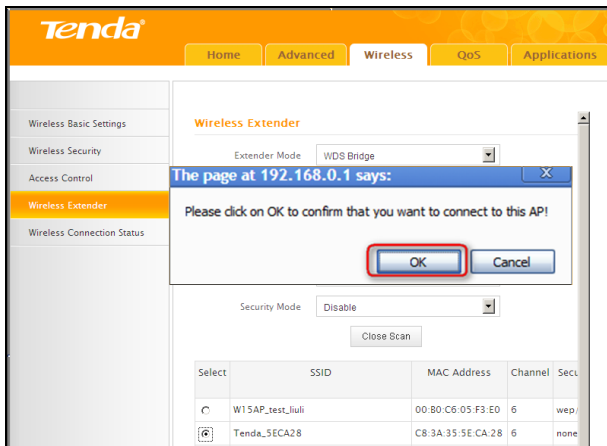 Tenda
Home Advanced Wireless QoS Applications
Wireless Basic Settings
Wireless Security
Access Control
Wireless Extender
Wireless Connection Status
Wireless Extender
Extender Mode WDS Bridge
The page at 192.168.0.1 says: X
Please click on OK to confirm that you want to connect to this AP!
OK Cancel
Security Mode Disable
Close Scan
Select SSID MAC Address Channel Secu
W15AP_test_liuli 00:B0:C6:05:F3:E0 6 wep/
Tenda_5ECA28 C8:3A:35:5E:CA:28 6 none